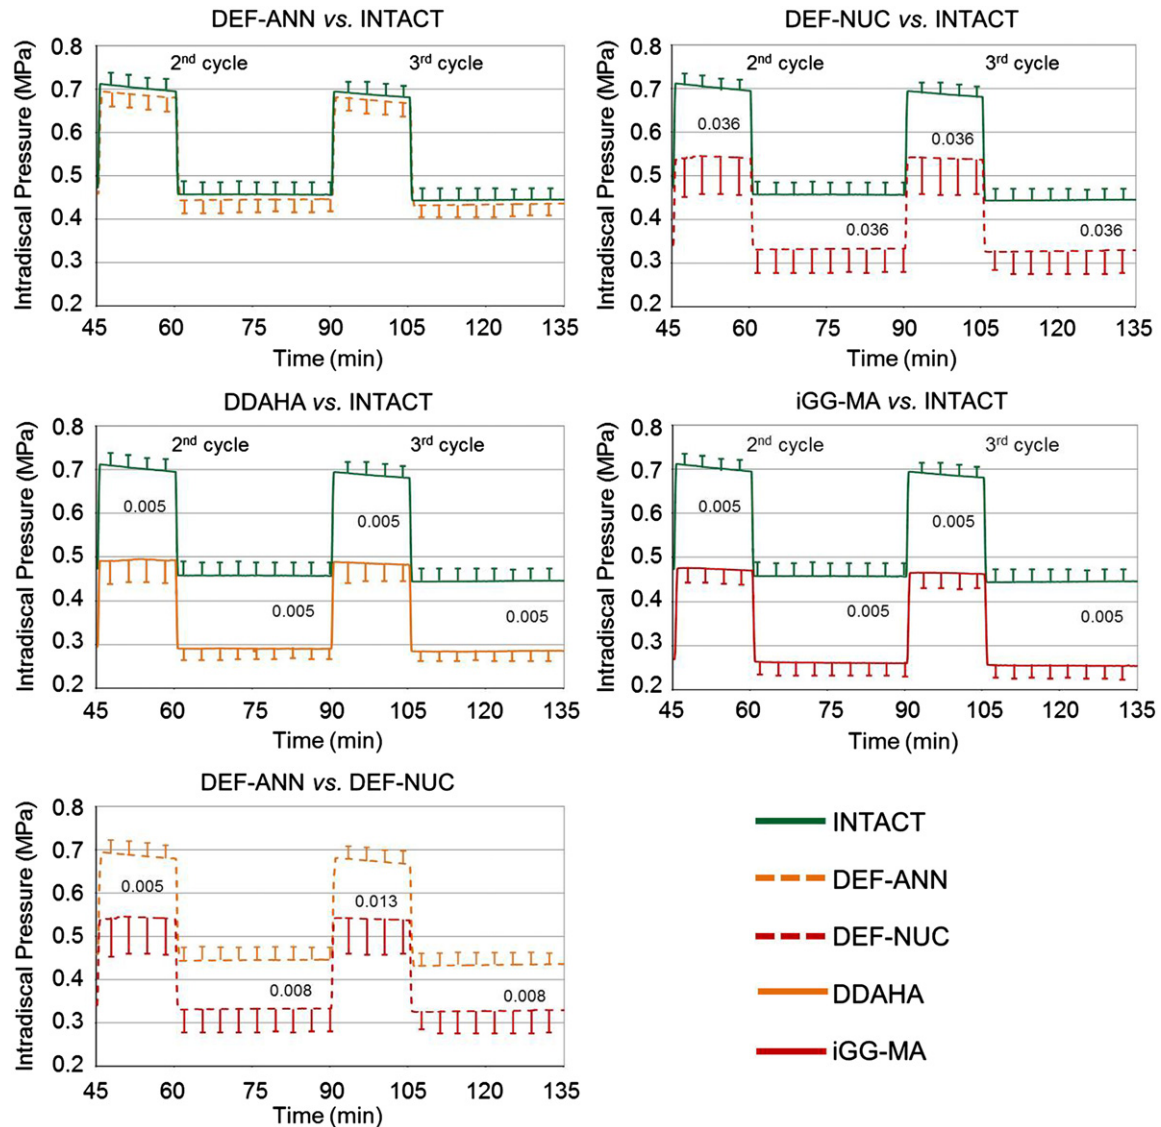 DEF-ANN vs. INTACT
Intradiscal Pressure (MPa)
0.8
0.7
0.6
0.5
0.4
0.3
0.2
2nd cycle
3rd cycle
45 60 75 90 105 120 135
Time (min)
DEF-NUC vs. INTACT
Intradiscal Pressure (MPa)
0.8
0.7
0.6
0.5
0.4
0.3
0.2
2nd cycle
3rd cycle
0.036
0.036
0.036
0.036
45 60 75 90 105 120 135
Time (min)
DDAHA vs. INTACT
Intradiscal Pressure (MPa)
0.8
0.7
0.6
0.5
0.4
0.3
0.2
2nd cycle
3rd cycle
0.005
0.005
0.005
0.005
45 60 75 90 105 120 135
Time (min)
iGG-MA vs. INTACT
Intradiscal Pressure (MPa)
0.8
0.7
0.6
0.5
0.4
0.3
0.2
2nd cycle
3rd cycle
0.005
0.005
0.005
0.005
45 60 75 90 105 120 135
Time (min)
DEF-ANN vs. DEF-NUC
Intradiscal Pressure (MPa)
0.8
0.7
0.6
0.5
0.4
0.3
0.2
0.005
0.013
0.008
0.008
45 60 75 90 105 120 135
Time (min)
INTACT
DEF-ANN
DEF-NUC
DDAHA
iGG-MA